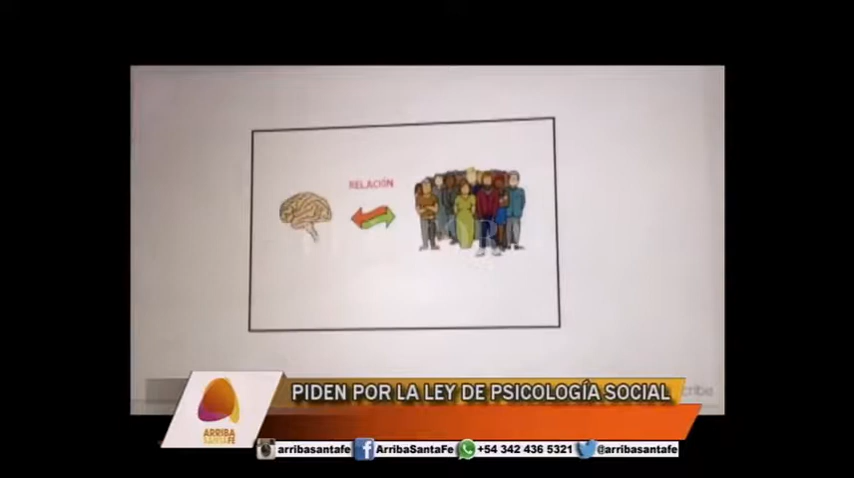 RELACIÓN
PIDEN POR LA LEY DE PSICOLOGÍA SOCIAL
ARRIBA
SANTA FE
arribasantafe ArribaSantaFe +54 342 436 5321 @arribasantafe